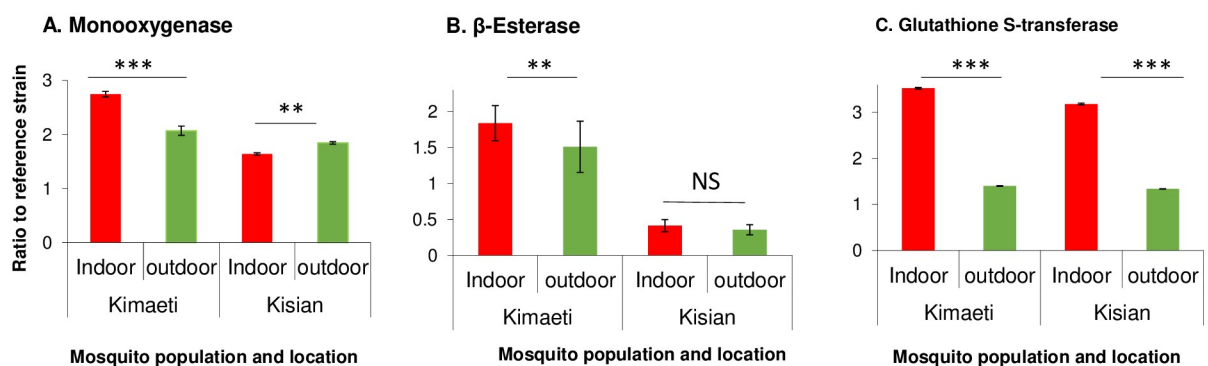 A. Monooxygenase
Ratio to reference strain
3
2
1
0
***
**
Indoor outdoor Indoor outdoor
Kimaeti Kisian
Mosquito population and location
B. β-Esterase
2
1.5
1
0.5
0
**
NS
Indoor outdoor Indoor outdoor
Kimaeti Kisian
Mosquito population and location
C. Glutathione S-transferase
3
2
1
0
***
***
Indoor outdoor Indoor outdoor
Kimaeti Kisian
Mosquito population and location